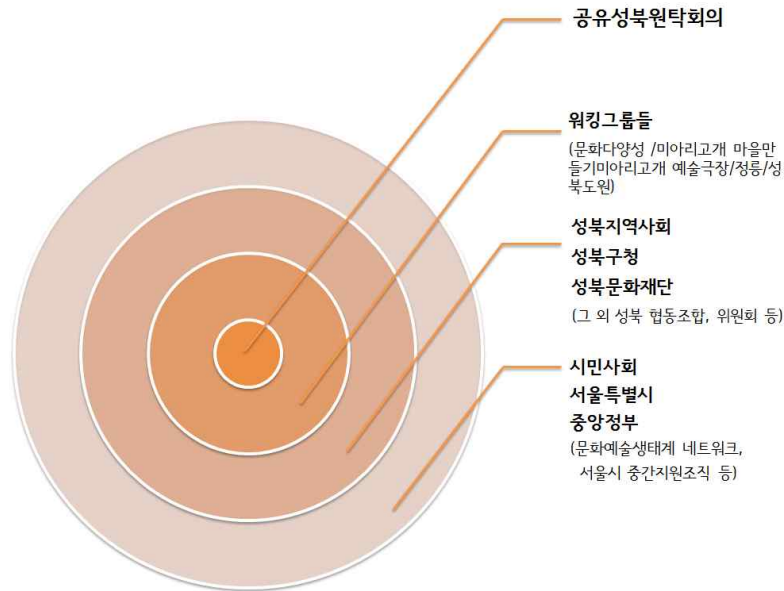 공유성북원탁회의
워킹그룹들
(문화다양성 /미아리고개 마을만
들기미아리고개 예술극장/정릉/성
북도원)
성북지역사회
성북구청
성북문화재단
(그 외 성북 협동조합, 위원회 등)
시민사회
서울특별시
중앙정부
(문화예술생태계 네트워크,
서울시 중간지원조직 등)